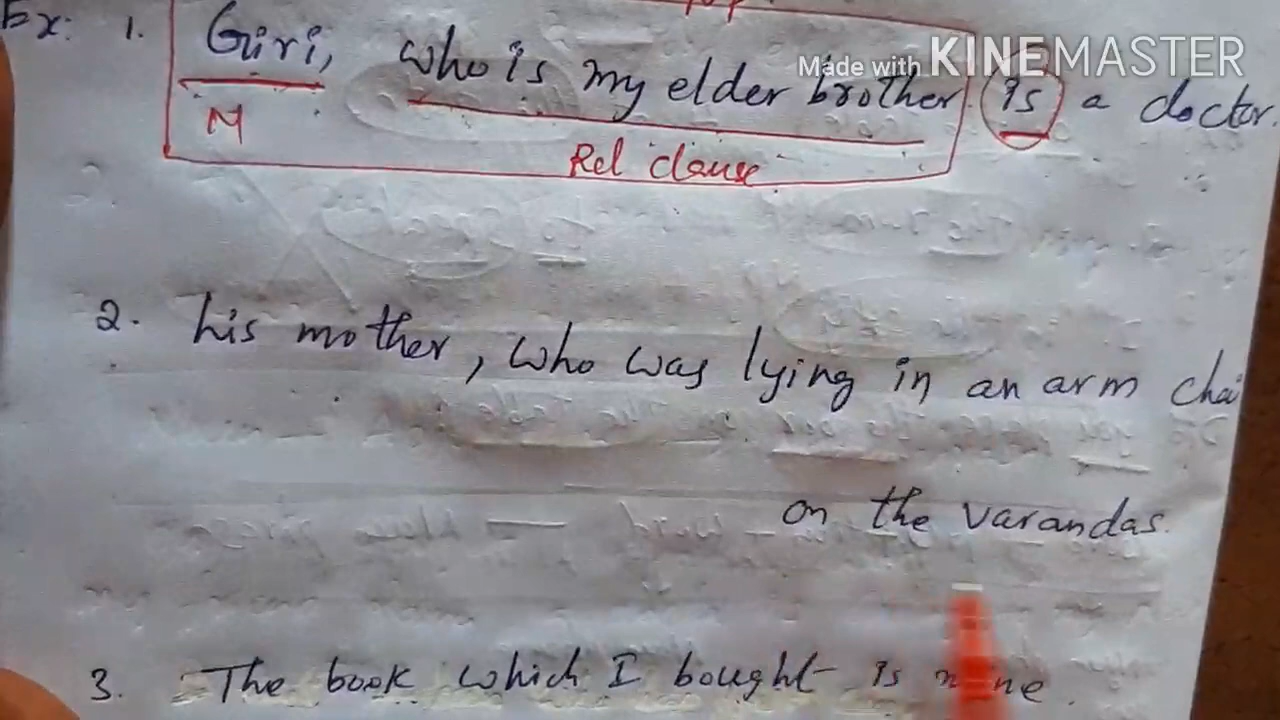 Made with KINEMASTER
Ex: 1. Giri, who is my elder brother is a doctor.
M
Rel clause
2. his mother, who was lying in an arm chai
on the varandas.
3. The book which I bought is